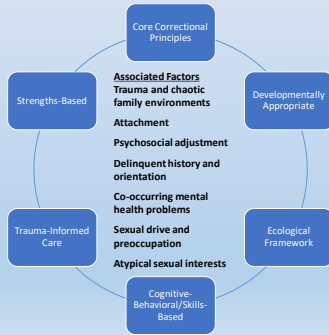 Core Correctional
Principles
Associated Factors
Trauma and chaotic
family environments
Strengths-Based
Developmentally
Appropriate
Attachment
Psychosocial adjustment
Delinquent history and
orientation
Co-occurring mental
health problems
Trauma-Informed
Care
Ecological
Framework
Sexual drive and
preoccupation
Atypical sexual interests
Cognitive-
Behavioral/Skills-
Based